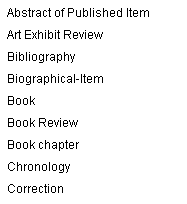 Abstract of Published Item
Art Exhibit Review
Bibliography
Biographical-Item
Book
Book Review
Book chapter
Chronology
Correction